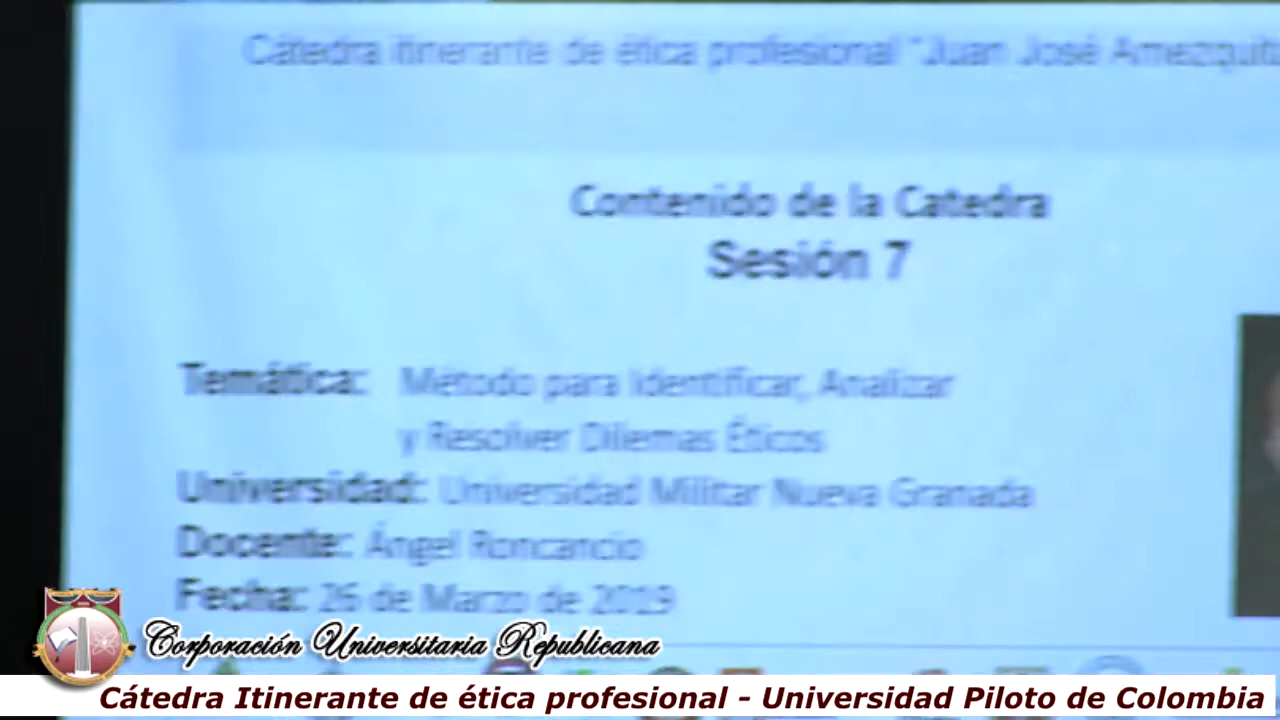 Cátedra itinerante de ética profesional "Juan José Amezquit
Contenido de la Catedra
Sesión 7
Temática: Método para Identificar, Analizar
y Resolver Dilemas Éticos
Universidad: Universidad Militar Nueva Granada
Docente: Ángel Roncancio
Fecha: 26 de Marzo de 2019
Corporación Universitaria Republicana
Cátedra Itinerante de ética profesional - Universidad Piloto de Colombia